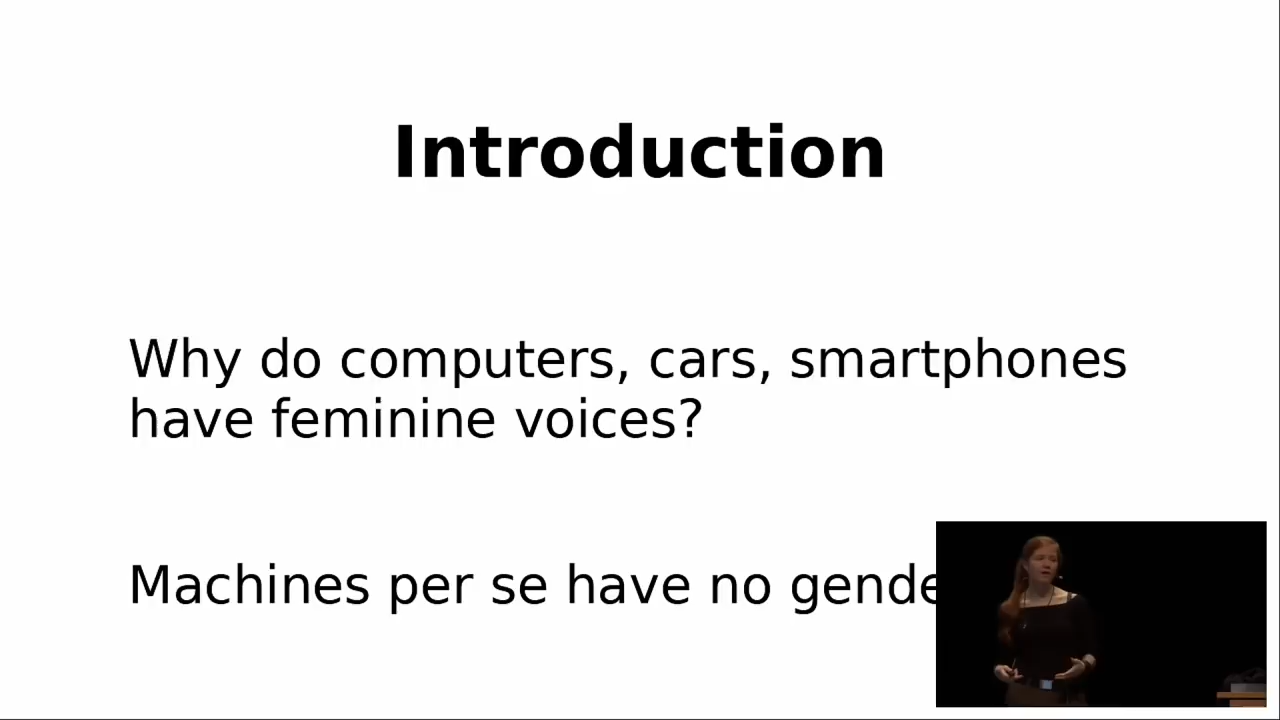 Introduction
Why do computers, cars, smartphones
have feminine voices?
Machines per se have no gende